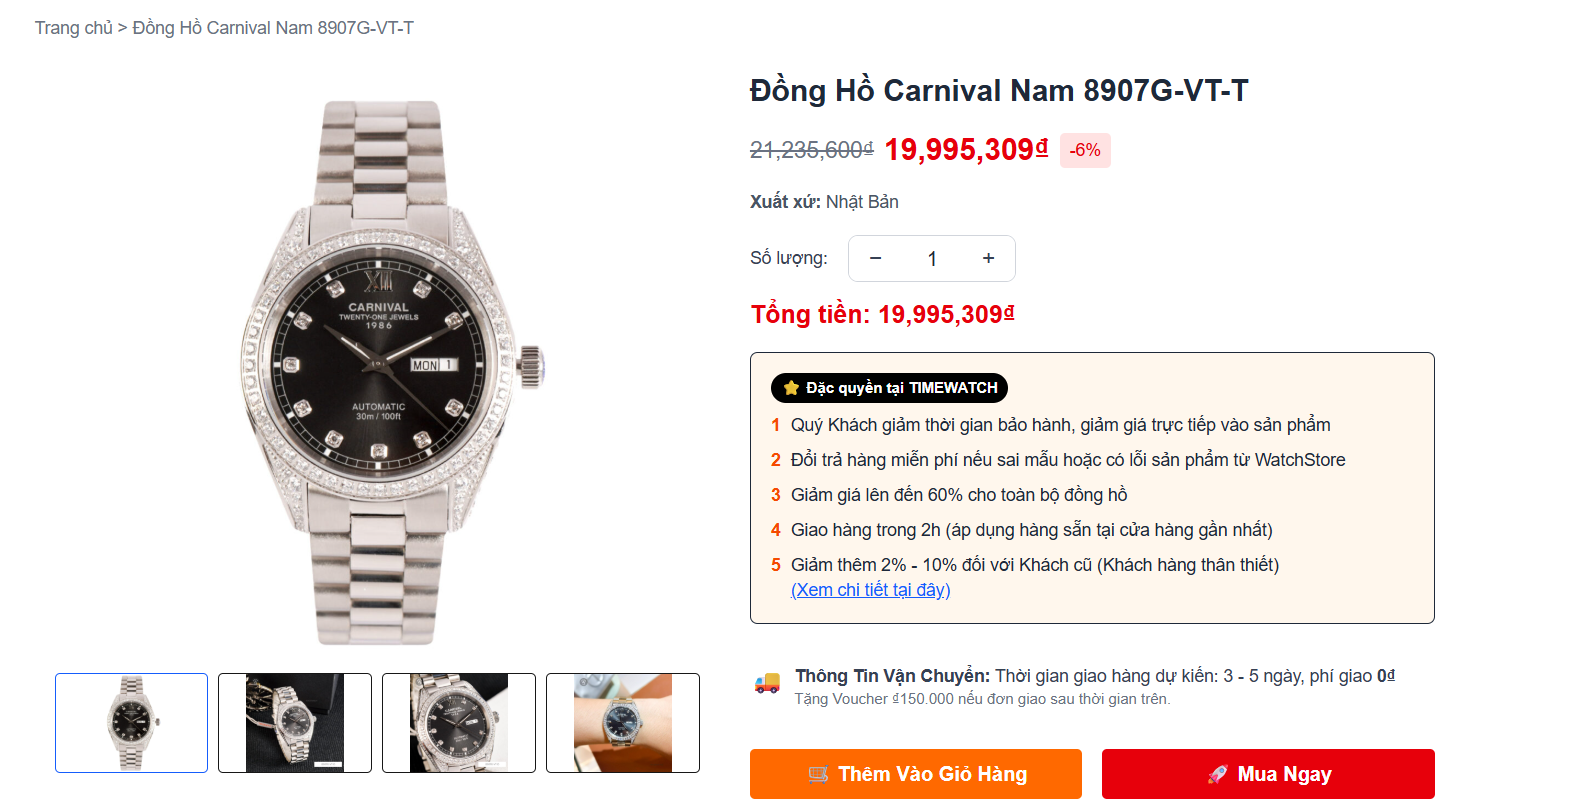 Trang chủ > Đồng Hồ Carnival Nam 8907G-VT-T
Đồng Hồ Carnival Nam 8907G-VT-T
21,235,600₫ 19,995,309₫ -6%
Xuất xứ: Nhật Bản
Số lượng: − 1 +
Tổng tiền: 19,995,309₫
XII
CARNIVAL
TWENTY-ONE JEWELS
1986
MON 1
AUTOMATIC
30m / 100ft
Đặc quyền tại TIMEWATCH
1 Quý Khách giảm thời gian bảo hành, giảm giá trực tiếp vào sản phẩm
2 Đổi trả hàng miễn phí nếu sai mẫu hoặc có lỗi sản phẩm từ WatchStore
3 Giảm giá lên đến 60% cho toàn bộ đồng hồ
4 Giao hàng trong 2h (áp dụng hàng sẵn tại cửa hàng gần nhất)
5 Giảm thêm 2% - 10% đối với Khách cũ (Khách hàng thân thiết)
(Xem chi tiết tại đây)
Thông Tin Vận Chuyển: Thời gian giao hàng dự kiến: 3 - 5 ngày, phí giao 0₫
Tặng Voucher ₫150.000 nếu đơn giao sau thời gian trên.
Thêm Vào Giỏ Hàng
Mua Ngay